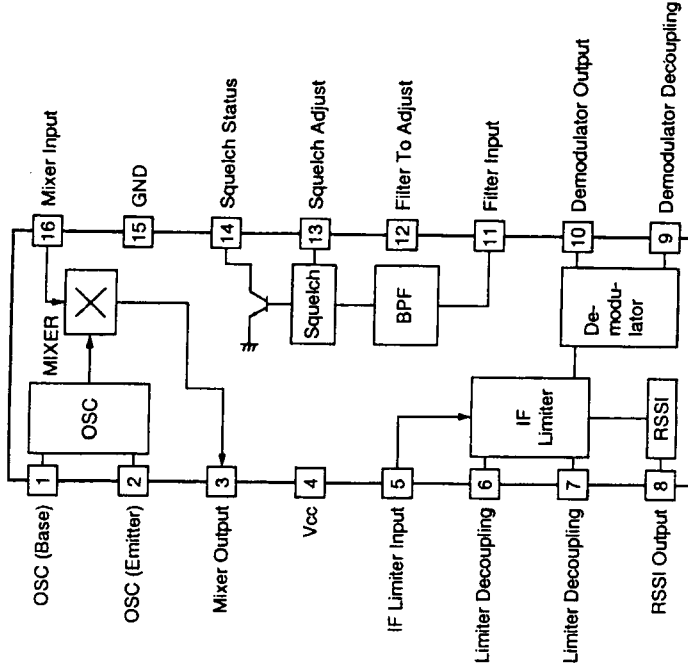 OSC (Base)
1
OSC (Emitter)
2
Mixer Output
3
Vcc
4
IF Limiter Input
5
Limiter Decoupling
6
Limiter Decoupling
7
RSSI Output
8
OSC
MIXER
IF
Limiter
RSSI
Squelch
BPF
De-
modu-
lator
16
Mixer Input
15
GND
14
Squelch Status
13
Squelch Adjust
12
Filter To Adjust
11
Filter Input
10
Demodulator Output
9
Demodulator Decoupling